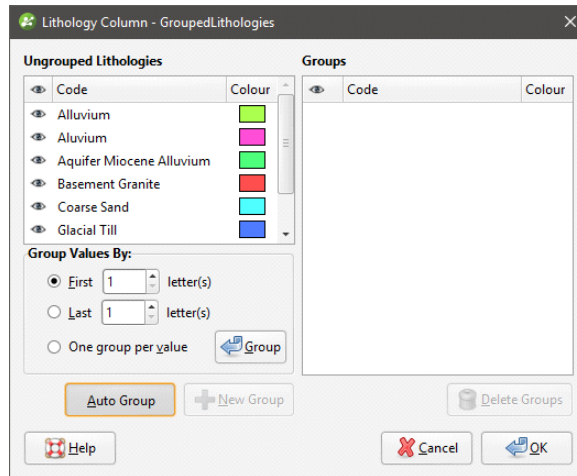 Lithology Column - GroupedLithologies
Ungrouped Lithologies
Code Colour
Alluvium
Aluvium
Aquifer Miocene Alluvium
Basement Granite
Coarse Sand
Glacial Till
Group Values By:
First 1 letter(s)
Last 1 letter(s)
One group per value Group
Auto Group New Group
Groups
Code Colour
Delete Groups
Help Cancel OK